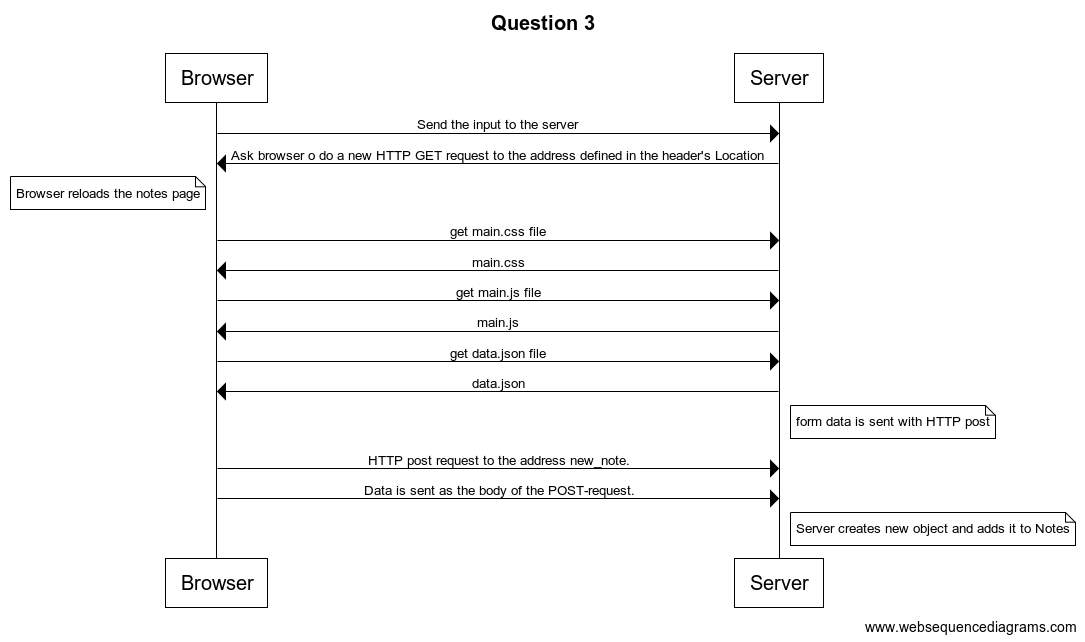 Question 3
Browser
Server
Send the input to the server
Ask browser o do a new HTTP GET request to the address defined in the header's Location
Browser reloads the notes page
get main.css file
main.css
get main.js file
main.js
get data.json file
data.json
form data is sent with HTTP post
HTTP post request to the address new_note.
Data is sent as the body of the POST-request.
Server creates new object and adds it to Notes
Browser
Server
www.websequencediagrams.com